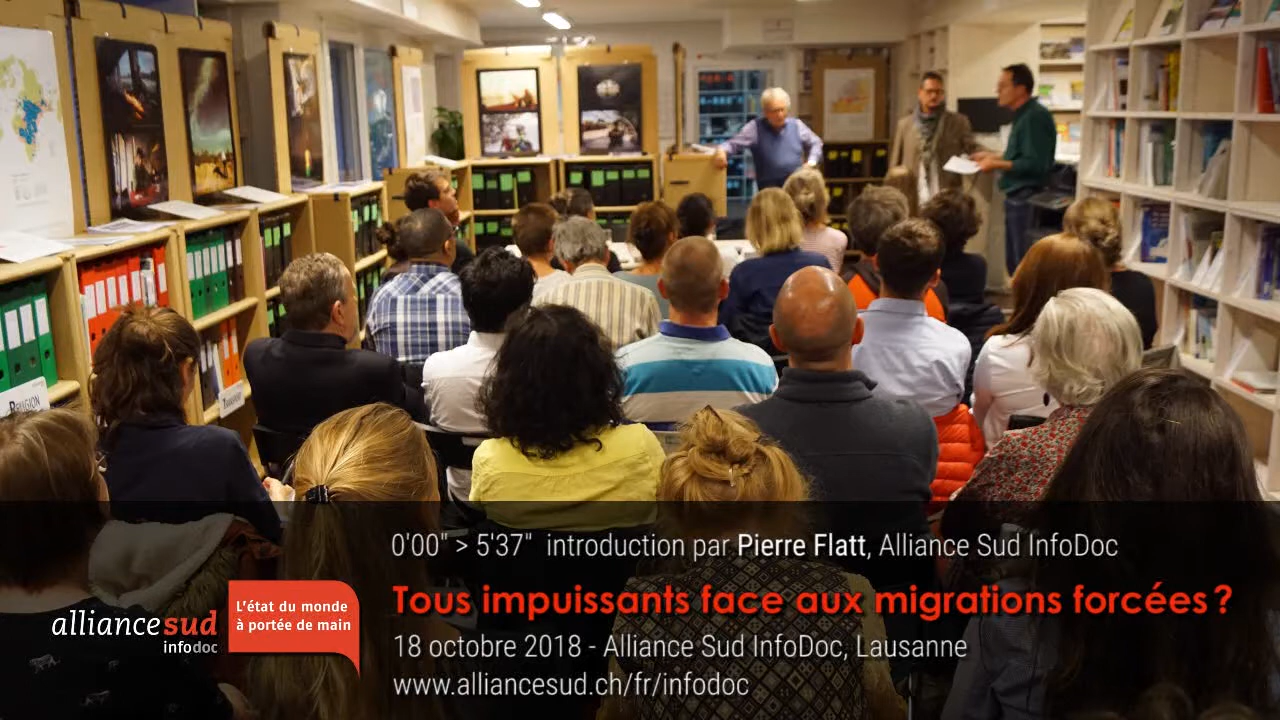 RELIGION
TRANSPORT
0'00" > 5'37" introduction par Pierre Flatt, Alliance Sud InfoDoc
Tous impuissants face aux migrations forcées ?
18 octobre 2018 - Alliance Sud InfoDoc, Lausanne
www.alliancesud.ch/fr/infodoc
alliance sud
infodoc
L'état du monde
à portée de main